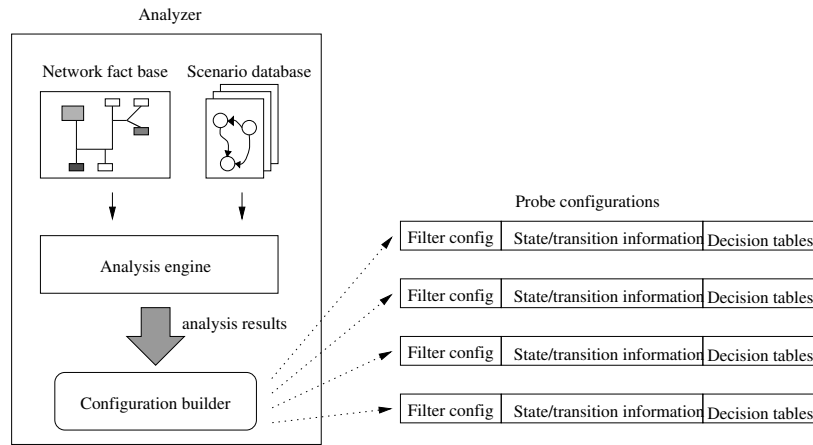 Analyzer
Network fact base
Scenario database
Analysis engine
analysis results
Configuration builder
Probe configurations
Filter config State/transition information Decision tables
Filter config State/transition information Decision tables
Filter config State/transition information Decision tables
Filter config State/transition information Decision tables